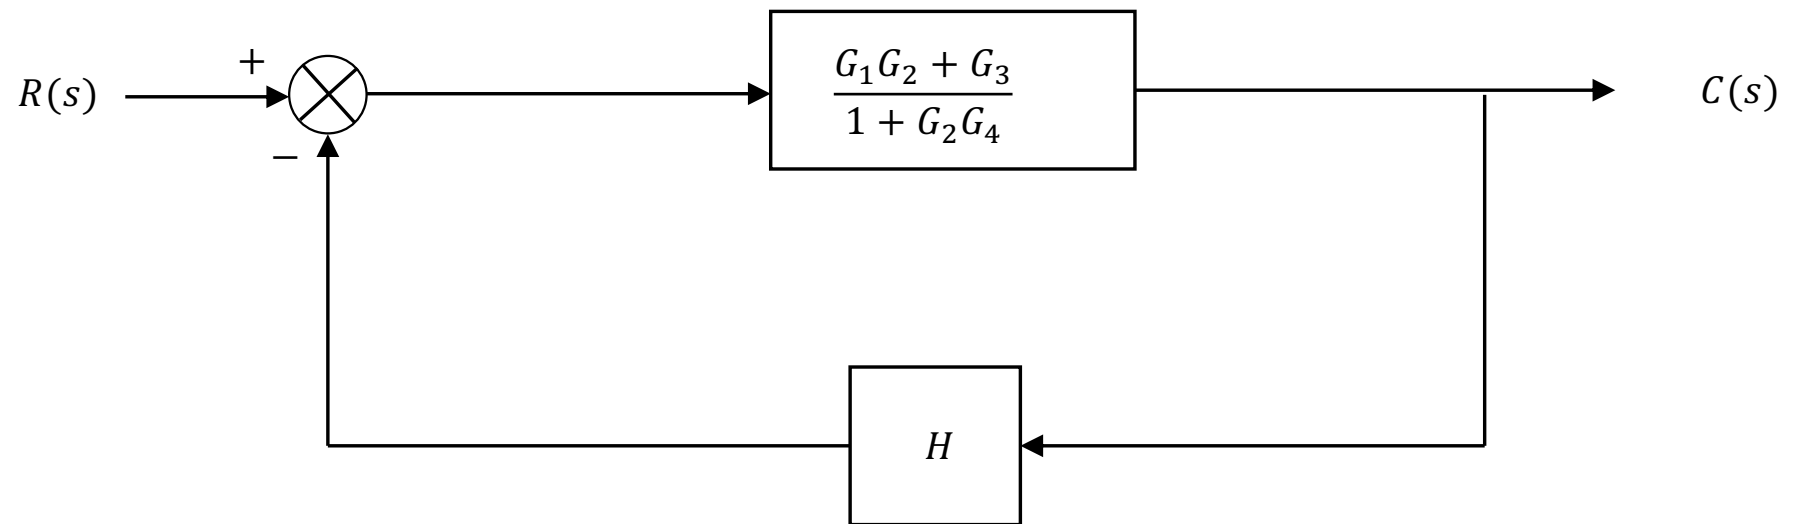 +
R(s)
−
G₁G₂ + G₃
1 + G₂G₄
C(s)
H